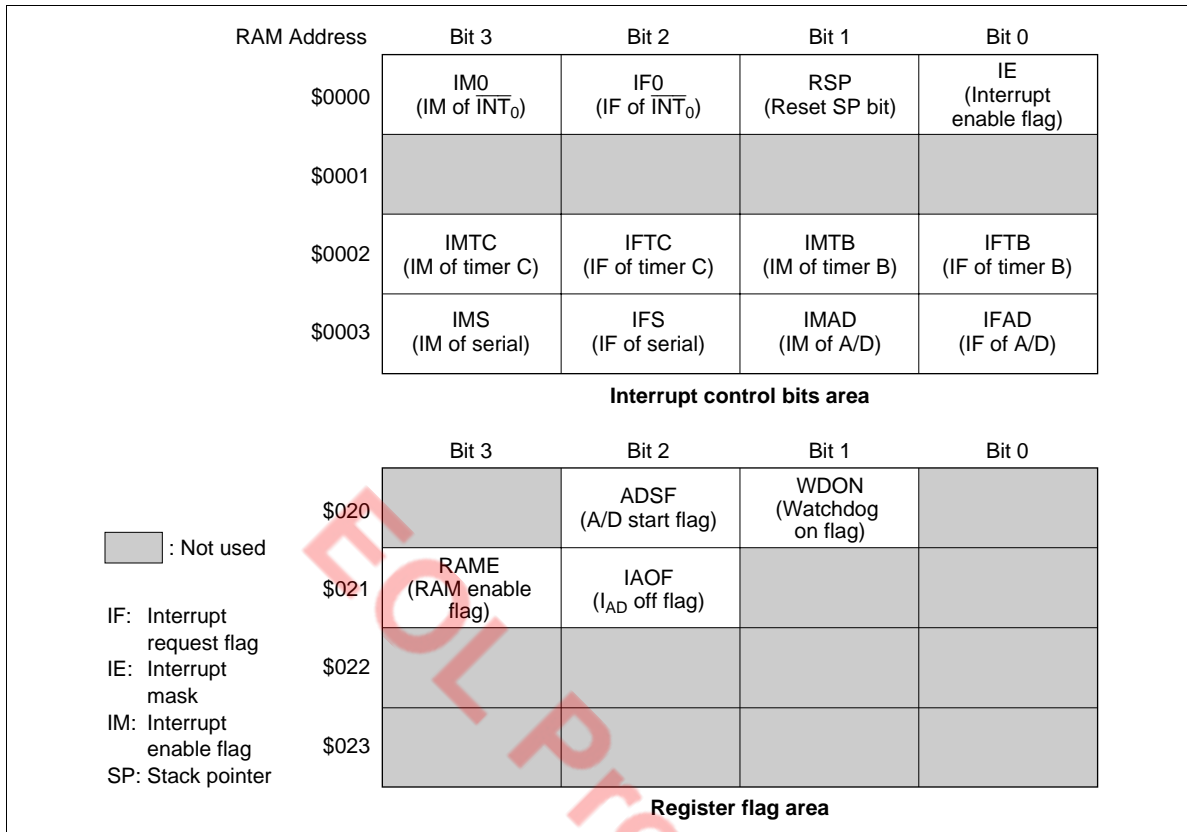 RAM Address Bit 3 Bit 2 Bit 1 Bit 0
$0000
IM0
(IM of INT0)
IF0
(IF of INT0)
RSP
(Reset SP bit)
IE
(Interrupt
enable flag)
$0001
$0002
IMTC
(IM of timer C)
IFTC
(IF of timer C)
IMTB
(IM of timer B)
IFTB
(IF of timer B)
$0003
IMS
(IM of serial)
IFS
(IF of serial)
IMAD
(IM of A/D)
IFAD
(IF of A/D)
Interrupt control bits area
Bit 3 Bit 2 Bit 1 Bit 0
$020
ADSF
(A/D start flag)
WDON
(Watchdog
on flag)
$021
RAME
(RAM enable
flag)
IAOF
(IAD off flag)
$022
$023
Register flag area
: Not used
IF: Interrupt
request flag
IE: Interrupt
mask
IM: Interrupt
enable flag
SP: Stack pointer
EOL Pro